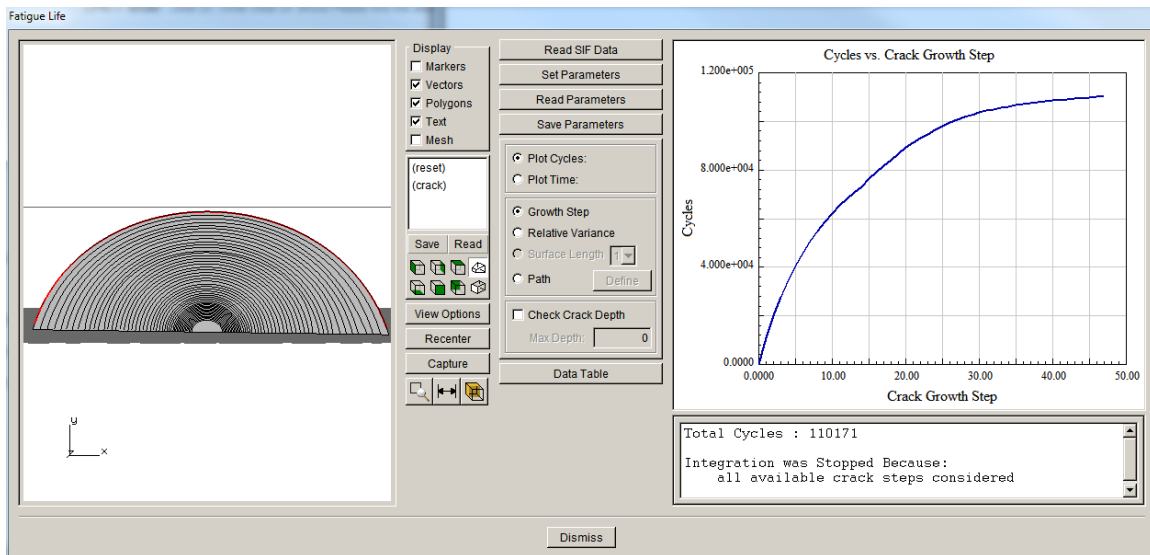 Fatigue Life
Display
Markers
Vectors
Polygons
Text
Mesh
(reset)
(crack)
Save Read
View Options
Recenter
Capture
y
x
Read SIF Data
Set Parameters
Read Parameters
Save Parameters
Plot Cycles:
Plot Time:
Growth Step
Relative Variance
Surface Length 1
Path Define
Check Crack Depth
Max Depth: 0
Data Table
Cycles vs. Crack Growth Step
1.200e+005
8.000e+004
4.000e+004
0.0000
Cycles
0.0000 10.00 20.00 30.00 40.00 50.00
Crack Growth Step
Total Cycles : 110171
Integration was Stopped Because:
all available crack steps considered
Dismiss